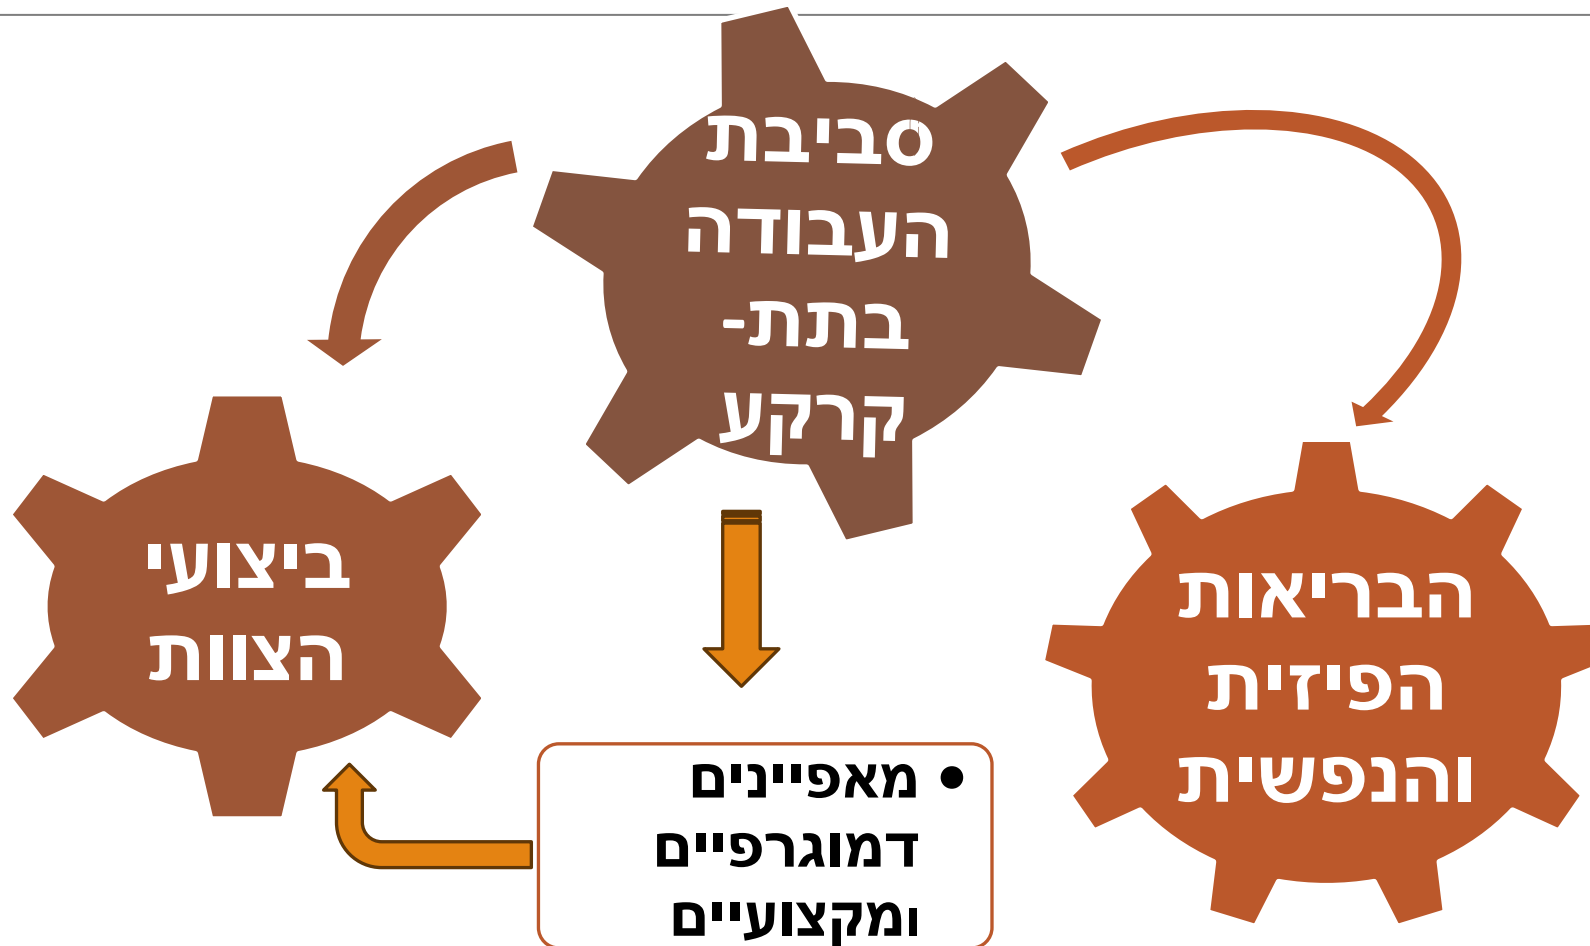 סביבת
העבודה
בתת-
קרקע
ביצועי
הצוות
הבריאות
הפיזית
והנפשית
• מאפיינים
דמוגרפיים
ומקצועיים